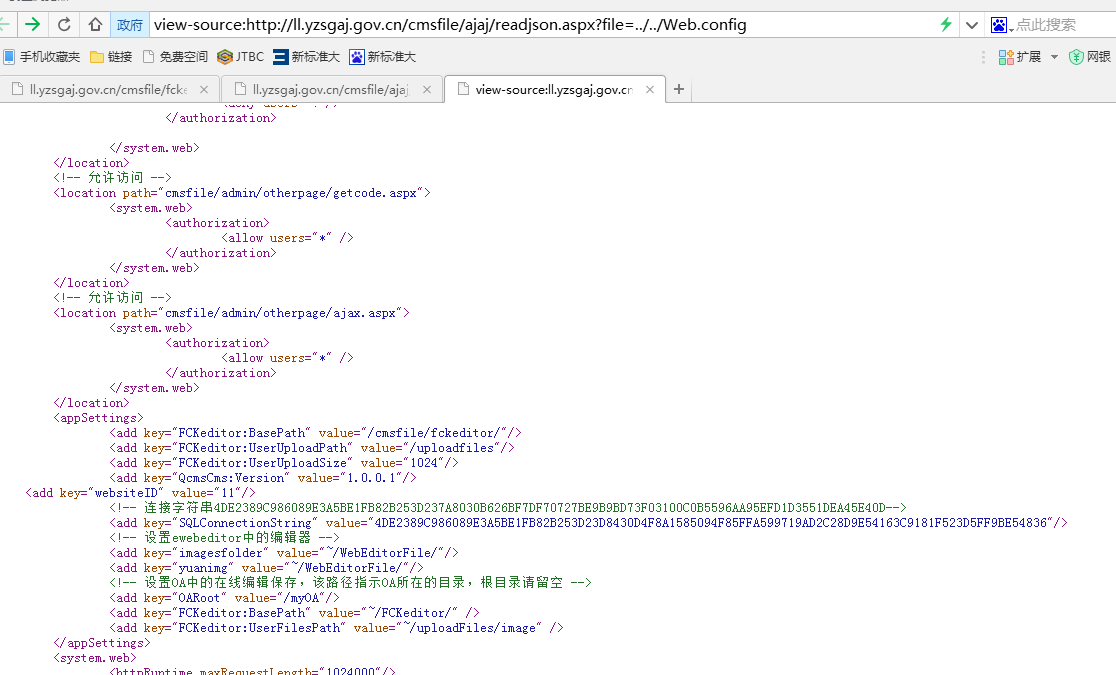 政府 view-source:http://ll.yzsgaj.gov.cn/cmsfile/ajaj/readjson.aspx?file=../../Web.config 点此搜索
手机收藏夹 链接 免费空间 JTBC 新标准大 新标准大 扩展 网银
ll.yzsgaj.gov.cn/cmsfile/fcke × ll.yzsgaj.gov.cn/cmsfile/ajaj × view-source:ll.yzsgaj.gov.cn × +
</authorization>
</system.web>
</location>
<!-- 允许访问 -->
<location path="cmsfile/admin/otherpage/getcode.aspx">
<system.web>
<authorization>
<allow users="*" />
</authorization>
</system.web>
</location>
<!-- 允许访问 -->
<location path="cmsfile/admin/otherpage/ajax.aspx">
<system.web>
<authorization>
<allow users="*" />
</authorization>
</system.web>
</location>
<appSettings>
<add key="FCKeditor:BasePath" value="/cmsfile/fckeditor/"/>
<add key="FCKeditor:UserUploadPath" value="/uploadfiles"/>
<add key="FCKeditor:UserUploadSize" value="1024"/>
<add key="QcmsCms:Version" value="1.0.0.1"/>
<add key="websiteID" value="11"/>
<!-- 连接字符串4DE2389C986089E3A5BE1FB82B253D237A8030B626BF7DF70727BE9B9BD73F03100C0B5596AA95EFD1D3551DEA45E40D-->
<add key="SQLConnectionString" value="4DE2389C986089E3A5BE1FB82B253D23D8430D4F8A1585094F85FFA599719AD2C28D9E54163C9181F523D5FF9BE54836"/>
<!-- 设置ewebeditor中的编辑器 -->
<add key="imagesfolder" value="~/WebEditorFile/"/>
<add key="yuanimg" value="~/WebEditorFile/"/>
<!-- 设置OA中的在线编辑保存，该路径指示OA所在的目录，根目录请留空 -->
<add key="OARoot" value="/myOA"/>
<add key="FCKeditor:BasePath" value="~/FCKeditor/" />
<add key="FCKeditor:UserFilesPath" value="~/uploadFiles/image" />
</appSettings>
<system.web>
<httpRuntime maxRequestLength="1024000"/>